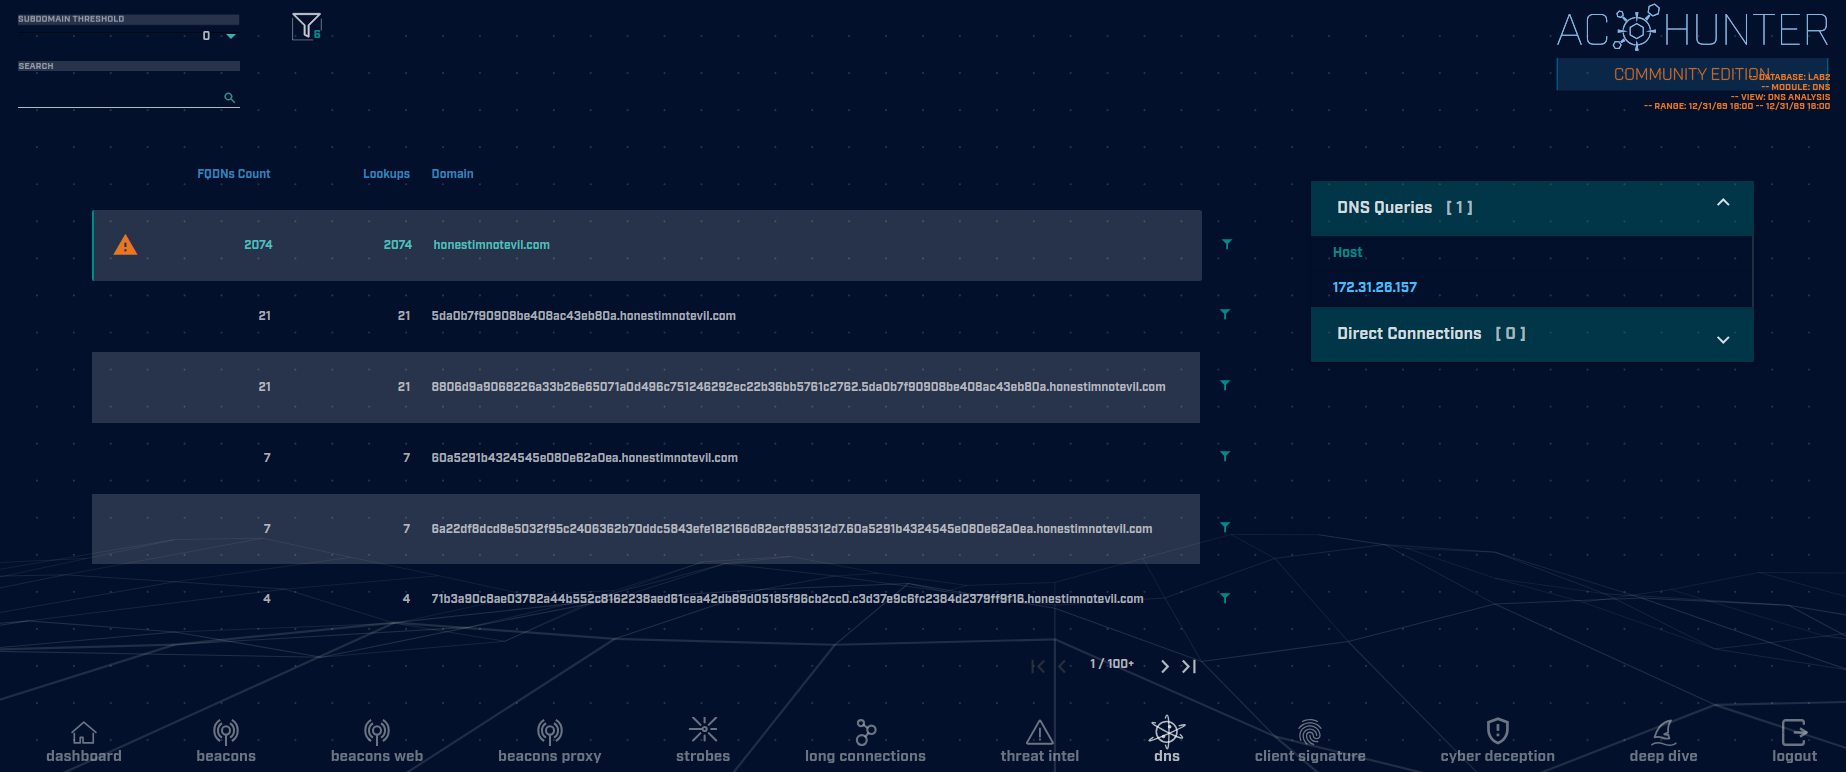 SUBDOMAIN THRESHOLD
0
6
SEARCH
AC HUNTER
COMMUNITY EDITION
-- DATABASE: LAB2
-- MODULE: DNS
-- VIEW: DNS ANALYSIS
-- RANGE: 12/31/69 16:00 -- 12/31/69 16:00
FQDNs Count Lookups Domain
2074 2074 honestimnotevil.com
21 21 5da0b7f90908be408ac43eb80a.honestimnotevil.com
21 21 8806d9a9068226a33b26e65071a0d496c751246292ec22b36bb5761c2762.5da0b7f90908be408ac43eb80a.honestimnotevil.com
7 7 60a5291b4324545e080e62a0ea.honestimnotevil.com
7 7 6a22df8dcd8e5032f95c2406362b70ddc5843efe182166d82ecf895312d7.60a5291b4324545e080e62a0ea.honestimnotevil.com
4 4 71b3a90c8ae03782a44b552c8162238aed61cea42db89d05185f96cb2cc0.c3d37e9c6fc2384d2379ff9f16.honestimnotevil.com
1 / 100+
DNS Queries [ 1 ]
Host
172.31.26.157
Direct Connections [ 0 ]
dashboard beacons beacons web beacons proxy strobes long connections threat intel dns client signature cyber deception deep dive logout